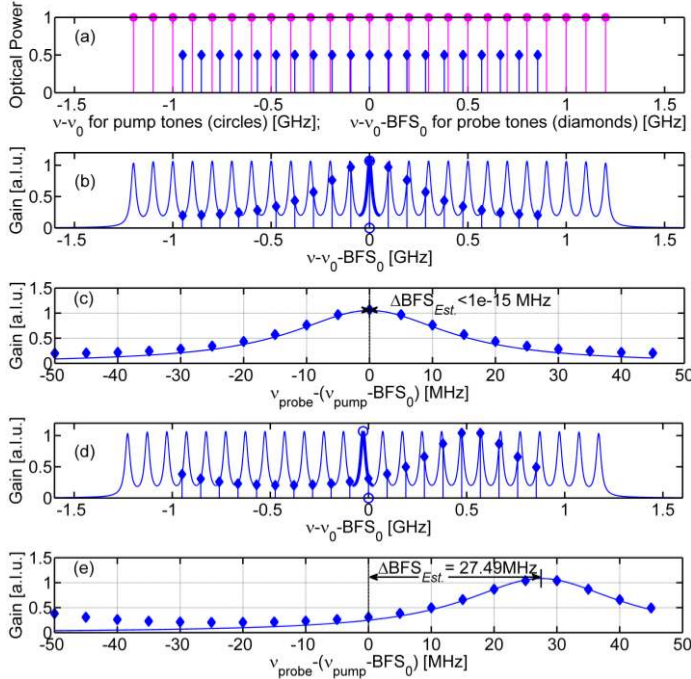 (a)
Optical Power
1
0.5
0
-1.5 -1 -0.5 0 0.5 1 1.5
ν-ν0 for pump tones (circles) [GHz]; ν-ν0-BFS0 for probe tones (diamonds) [GHz]
(b)
Gain [a.l.u.]
1
0.5
0
-1.5 -1 -0.5 0 0.5 1 1.5
ν-ν0-BFS0 [GHz]
(c)
ΔBFSEst.<1e-15 MHz
Gain [a.l.u.]
1.5
1
0.5
0
-50 -40 -30 -20 -10 0 10 20 30 40 50
νprobe-(νpump-BFS0) [MHz]
(d)
Gain [a.l.u.]
1
0.5
0
-1.5 -1 -0.5 0 0.5 1 1.5
ν-ν0-BFS0 [GHz]
(e)
ΔBFSEst. = 27.49MHz
Gain [a.l.u.]
1.5
1
0.5
0
-50 -40 -30 -20 -10 0 10 20 30 40 50
νprobe-(νpump-BFS0) [MHz]